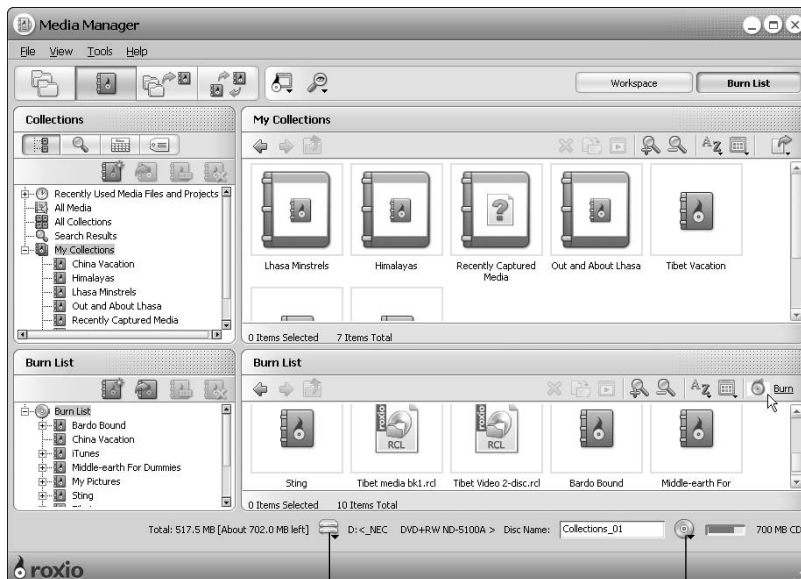 Media Manager
File View Tools Help
Workspace
Burn List
Collections
Recently Used Media Files and Projects
All Media
All Collections
Search Results
My Collections
China Vacation
Himalayas
Lhasa Minstrels
Out and About Lhasa
Recently Captured Media
My Collections
Lhasa Minstrels
Himalayas
Recently Captured
Media
Out and About Lhasa
Tibet Vacation
0 Items Selected 7 Items Total
Burn List
Burn List
Bardo Bound
China Vacation
iTunes
Middle-earth For Dummies
My Pictures
Sting
Burn List
Burn
roxio
RCL
roxio
RCL
Sting
Tibet media bk1.rcl
Tibet Video 2-disc.rcl
Bardo Bound
Middle-earth For
0 Items Selected 10 Items Total
Total: 517.5 MB [About 702.0 MB left] D:<_NEC DVD+RW ND-5100A > Disc Name: Collections_01 700 MB CD
roxio